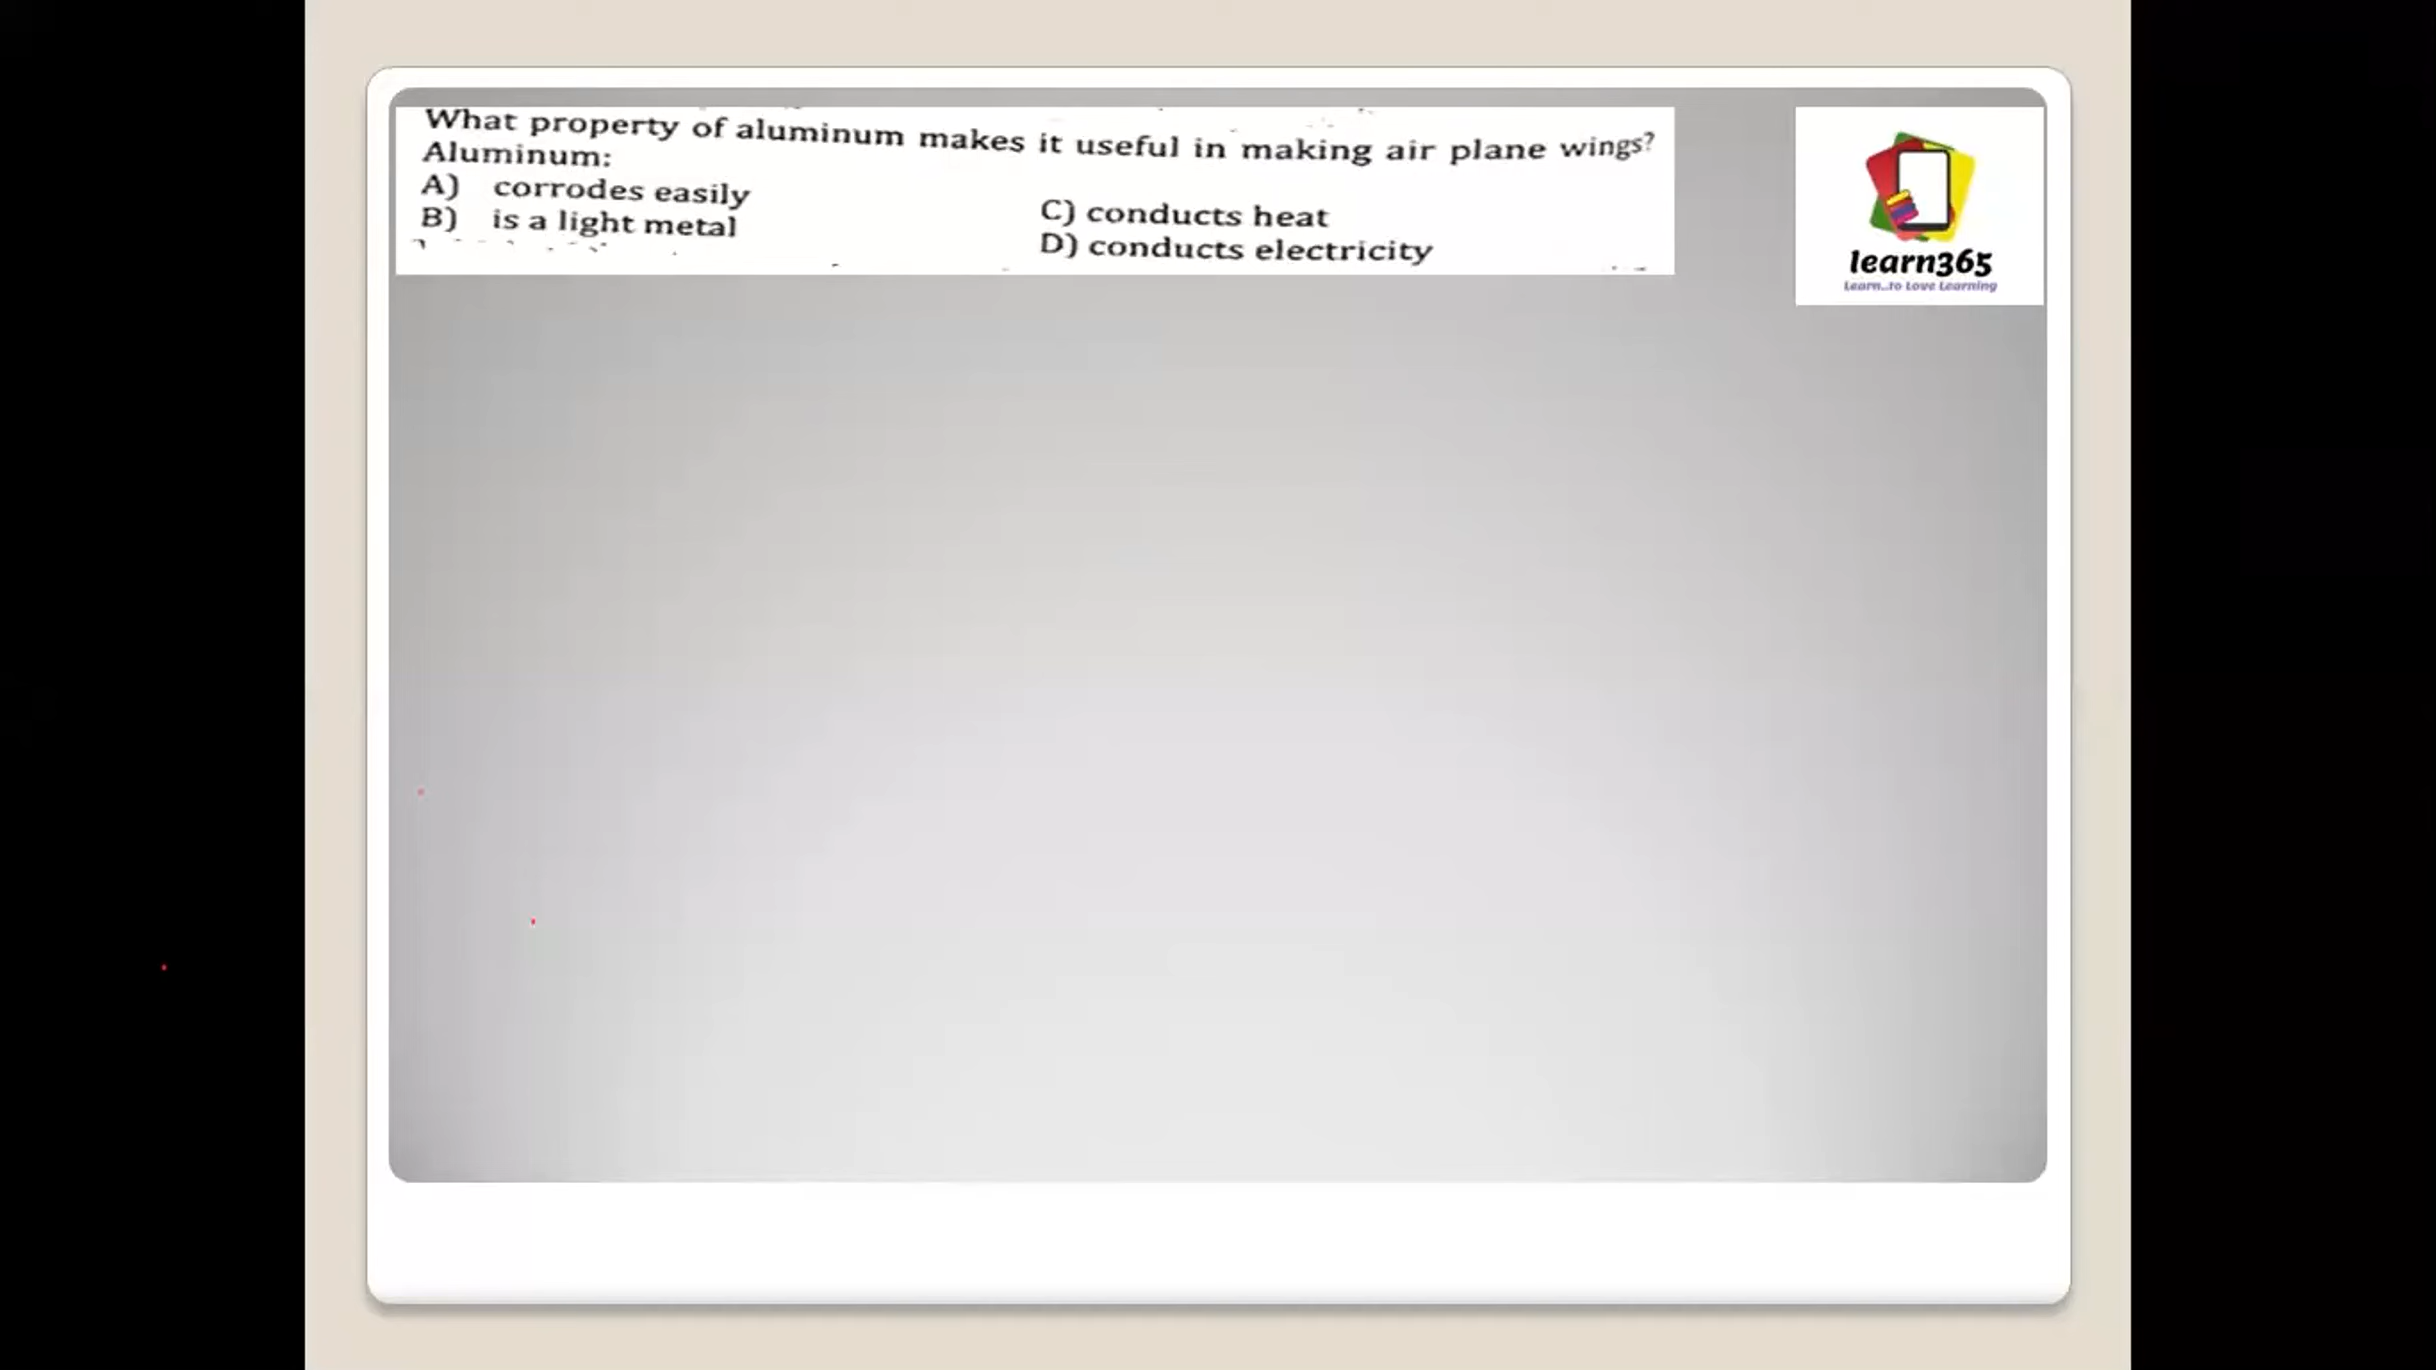 What property of aluminum makes it useful in making air plane wings?
Aluminum:
A) corrodes easily
B) is a light metal
C) conducts heat
D) conducts electricity
learn365
Learn..to Love Learning